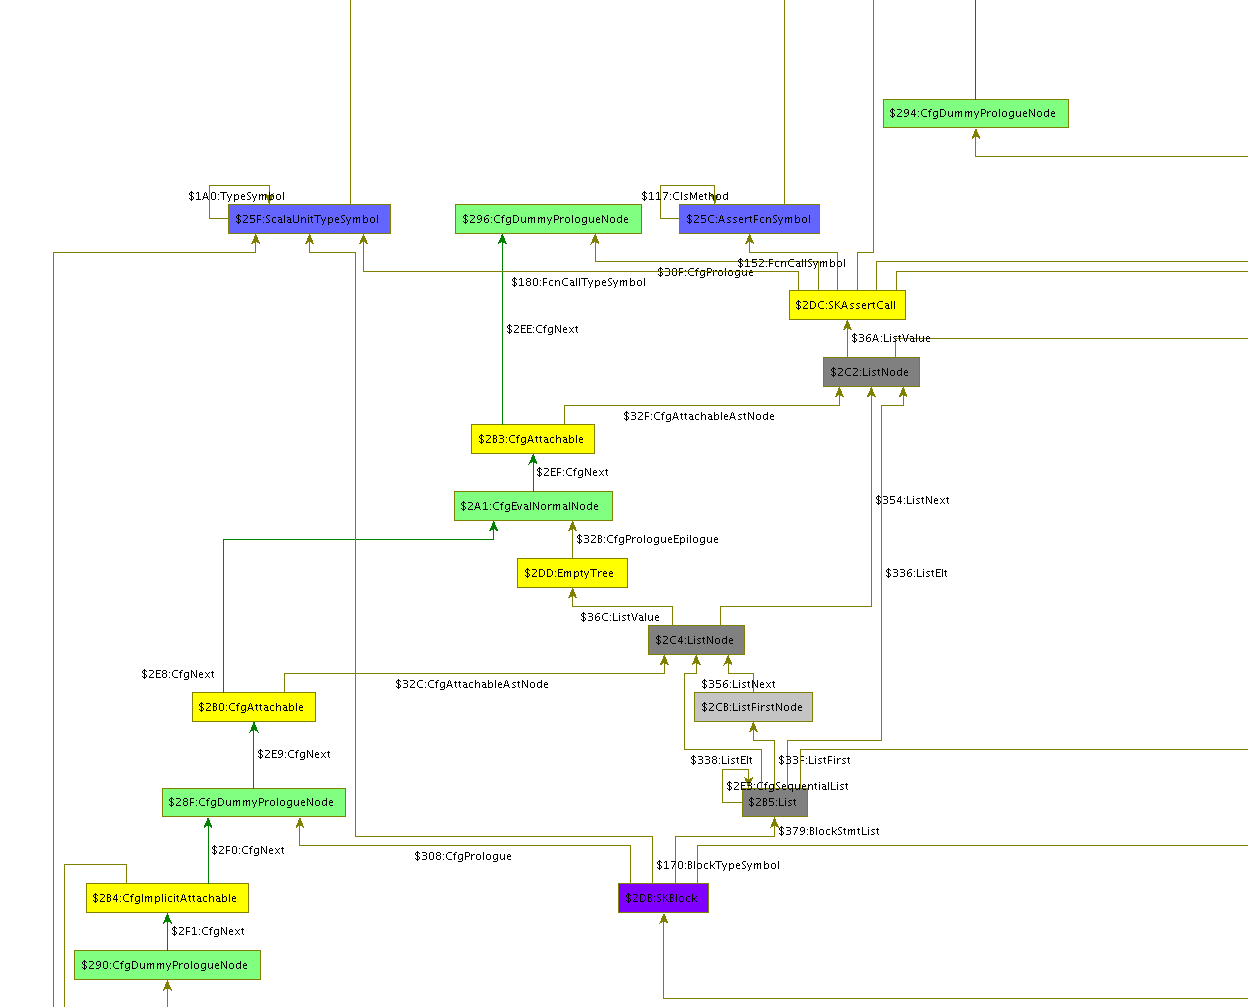 $294:CfgDummyPrologueNode
$1A0:TypeSymbol
$117:ClsMethod
$25F:ScalaUnitTypeSymbol
$296:CfgDummyPrologueNode
$25C:AssertFcnSymbol
$152:FcnCallSymbol
$30F:CfgPrologue
$180:FcnCallTypeSymbol
$2DC:SKAssertCall
$2EE:CfgNext
$36A:ListValue
$2C2:ListNode
$32F:CfgAttachableAstNode
$2B3:CfgAttachable
$2EF:CfgNext
$354:ListNext
$2A1:CfgEvalNormalNode
$32B:CfgPrologueEpilogue
$2DD:EmptyTree
$336:ListElt
$36C:ListValue
$2C4:ListNode
$2E8:CfgNext
$32C:CfgAttachableAstNode
$356:ListNext
$2B0:CfgAttachable
$2CB:ListFirstNode
$2E9:CfgNext
$338:ListElt
$33F:ListFirst
$2E3:CfgSequentialList
$28F:CfgDummyPrologueNode
$2B5:List
$379:BlockStmtList
$2F0:CfgNext
$308:CfgPrologue
$170:BlockTypeSymbol
$2B4:CfgImplicitAttachable
$2DB:SKBlock
$2F1:CfgNext
$290:CfgDummyPrologueNode